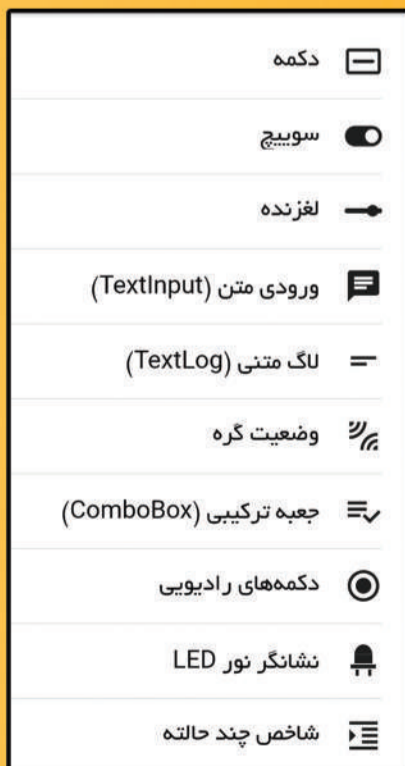 دکمه
سوییچ
لغزنده
ورودی متن (TextInput)
لاگ متنی (TextLog)
وضعیت گره
جعبه ترکیبی (ComboBox)
دکمه‌های رادیویی
نشانگر نور LED
شاخص چند حالته